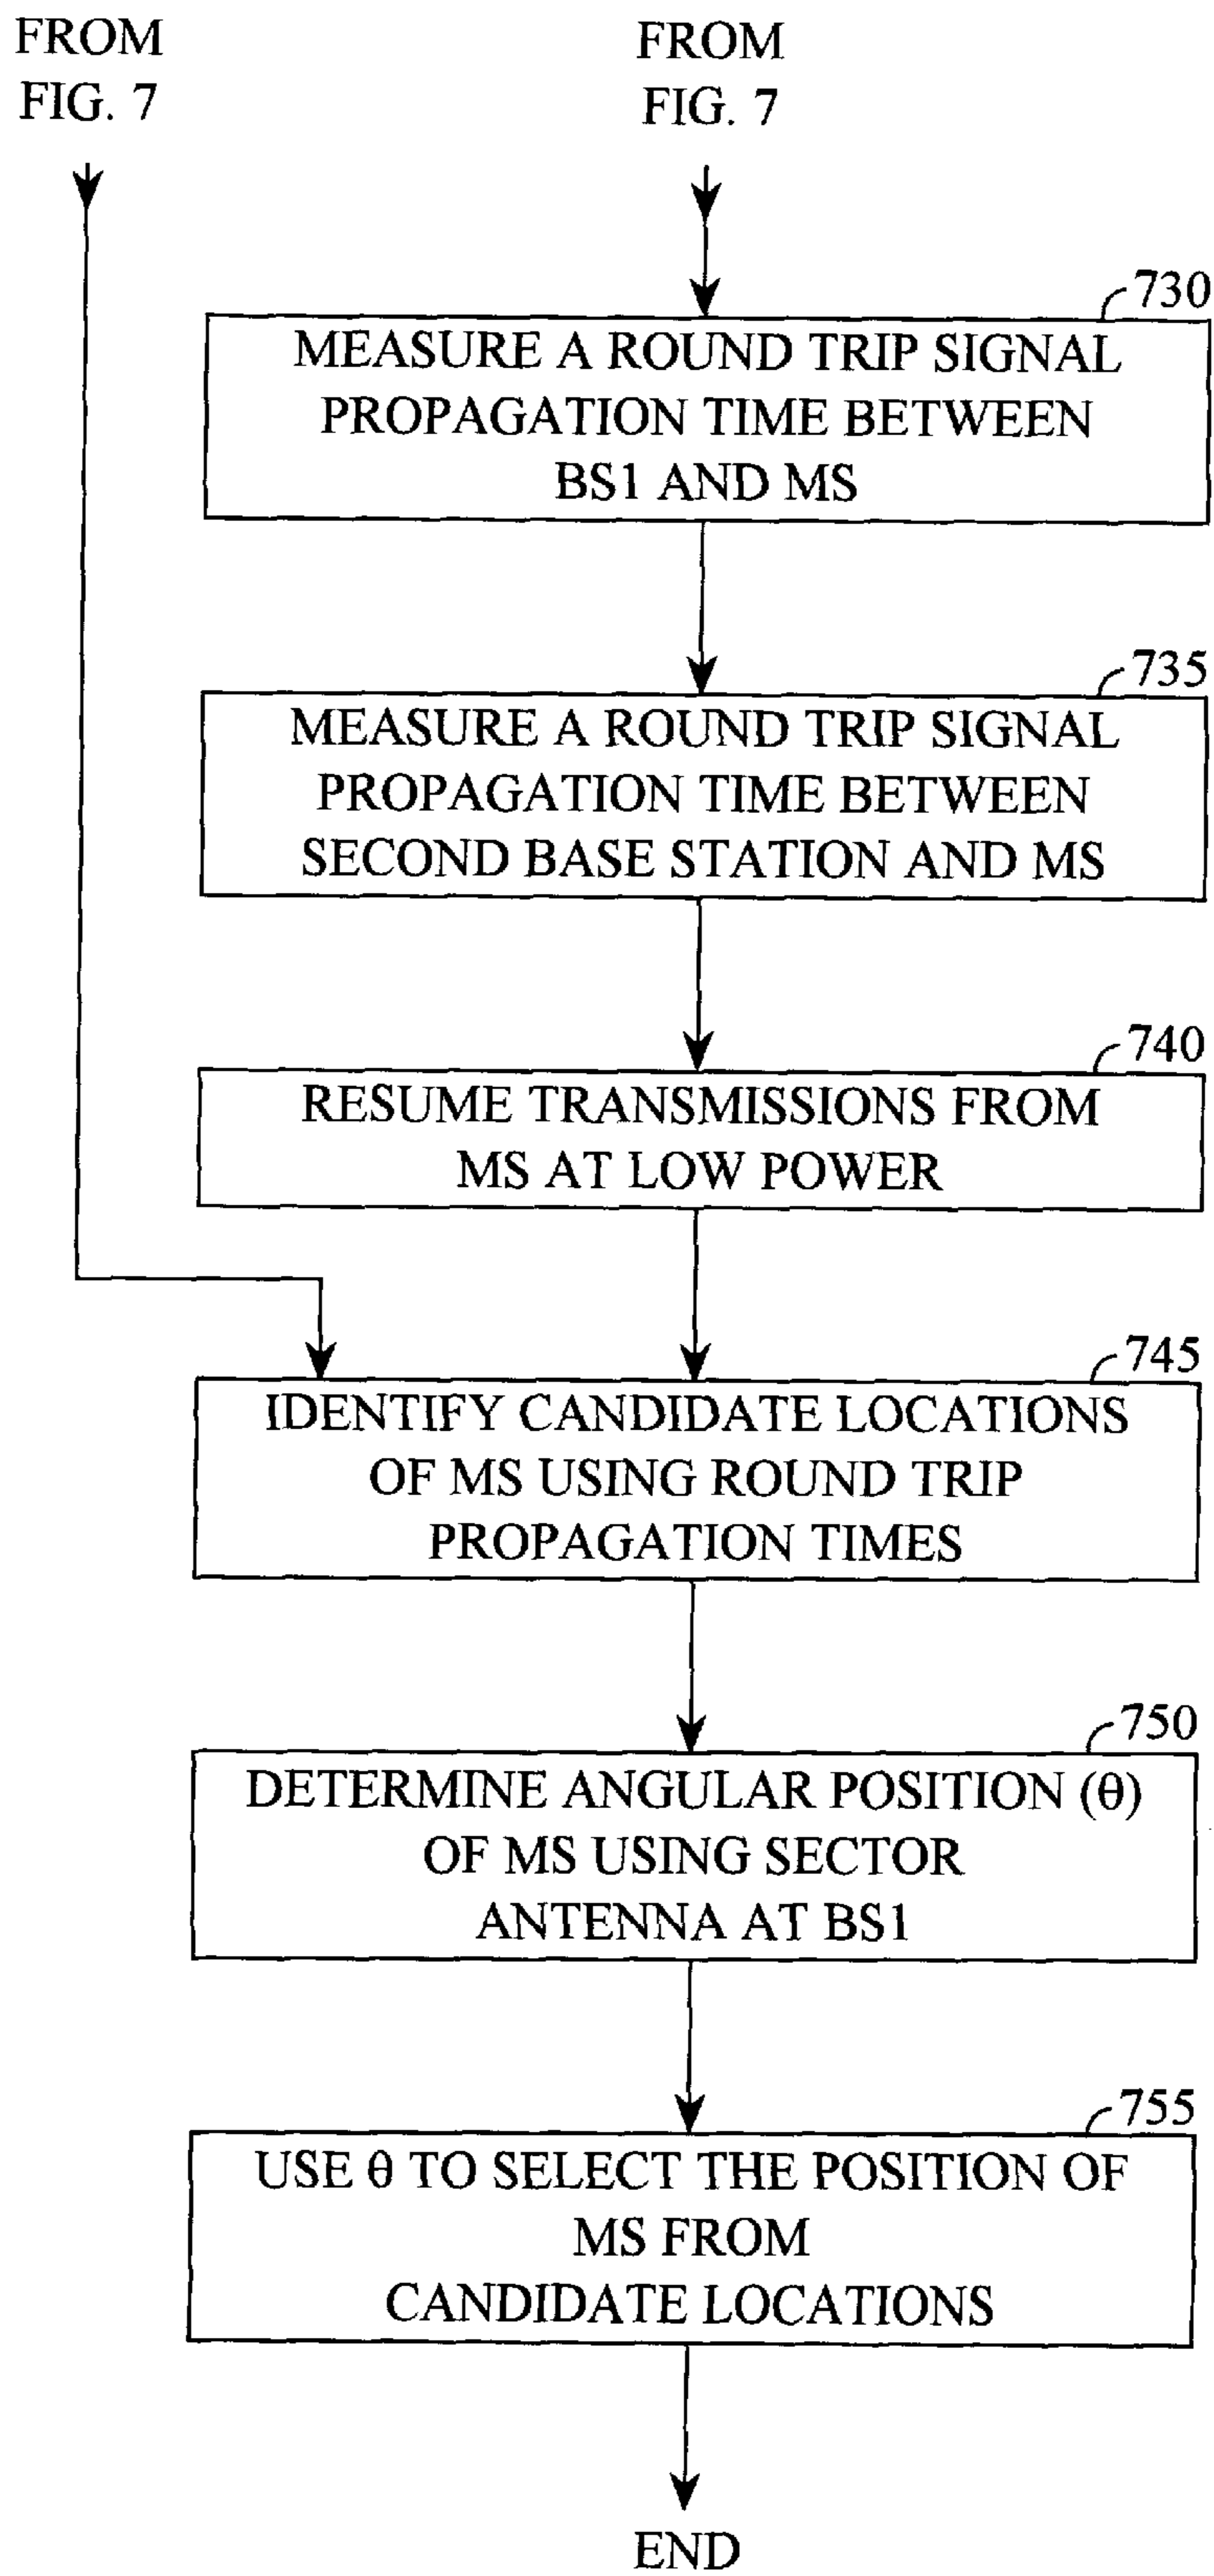 FROM
FIG. 7
FROM
FIG. 7
730
MEASURE A ROUND TRIP SIGNAL
PROPAGATION TIME BETWEEN
BS1 AND MS
735
MEASURE A ROUND TRIP SIGNAL
PROPAGATION TIME BETWEEN
SECOND BASE STATION AND MS
740
RESUME TRANSMISSIONS FROM
MS AT LOW POWER
745
IDENTIFY CANDIDATE LOCATIONS
OF MS USING ROUND TRIP
PROPAGATION TIMES
750
DETERMINE ANGULAR POSITION (θ)
OF MS USING SECTOR
ANTENNA AT BS1
755
USE θ TO SELECT THE POSITION OF
MS FROM
CANDIDATE LOCATIONS
END